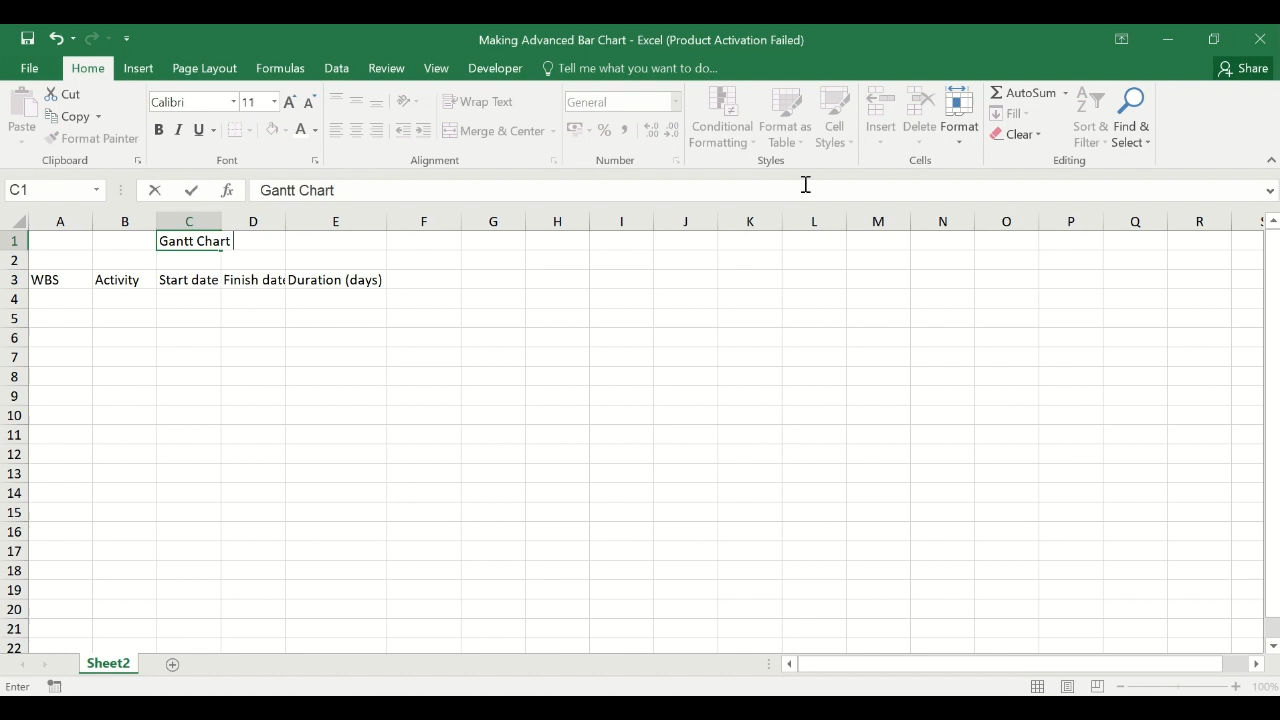 Making Advanced Bar Chart - Excel (Product Activation Failed)
File Home Insert Page Layout Formulas Data Review View Developer Tell me what you want to do... Share
Paste Cut Copy Format Painter Clipboard
Calibri 11 A A B I U A Font
Wrap Text Merge & Center Alignment
General % , Number
Conditional Formatting Format as Table Cell Styles Styles
Insert Delete Format Cells
AutoSum Fill Clear Sort & Filter Find & Select Editing
C1 fx Gantt Chart
A B C D E F G H I J K L M N O P Q R
1 Gantt Chart
2
3 WBS Activity Start date Finish date Duration (days)
4
5
6
7
8
9
10
11
12
13
14
15
16
17
18
19
20
21
22
Sheet2
Enter 100%